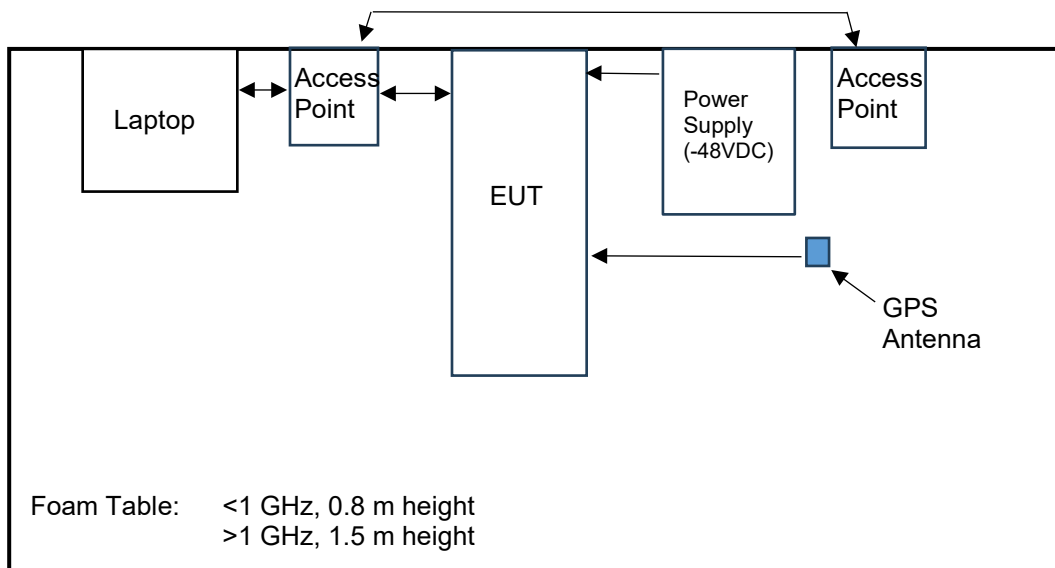 Laptop
Access
Point
EUT
Power
Supply
(-48VDC)
Access
Point
GPS
Antenna
Foam Table: <1 GHz, 0.8 m height
>1 GHz, 1.5 m height